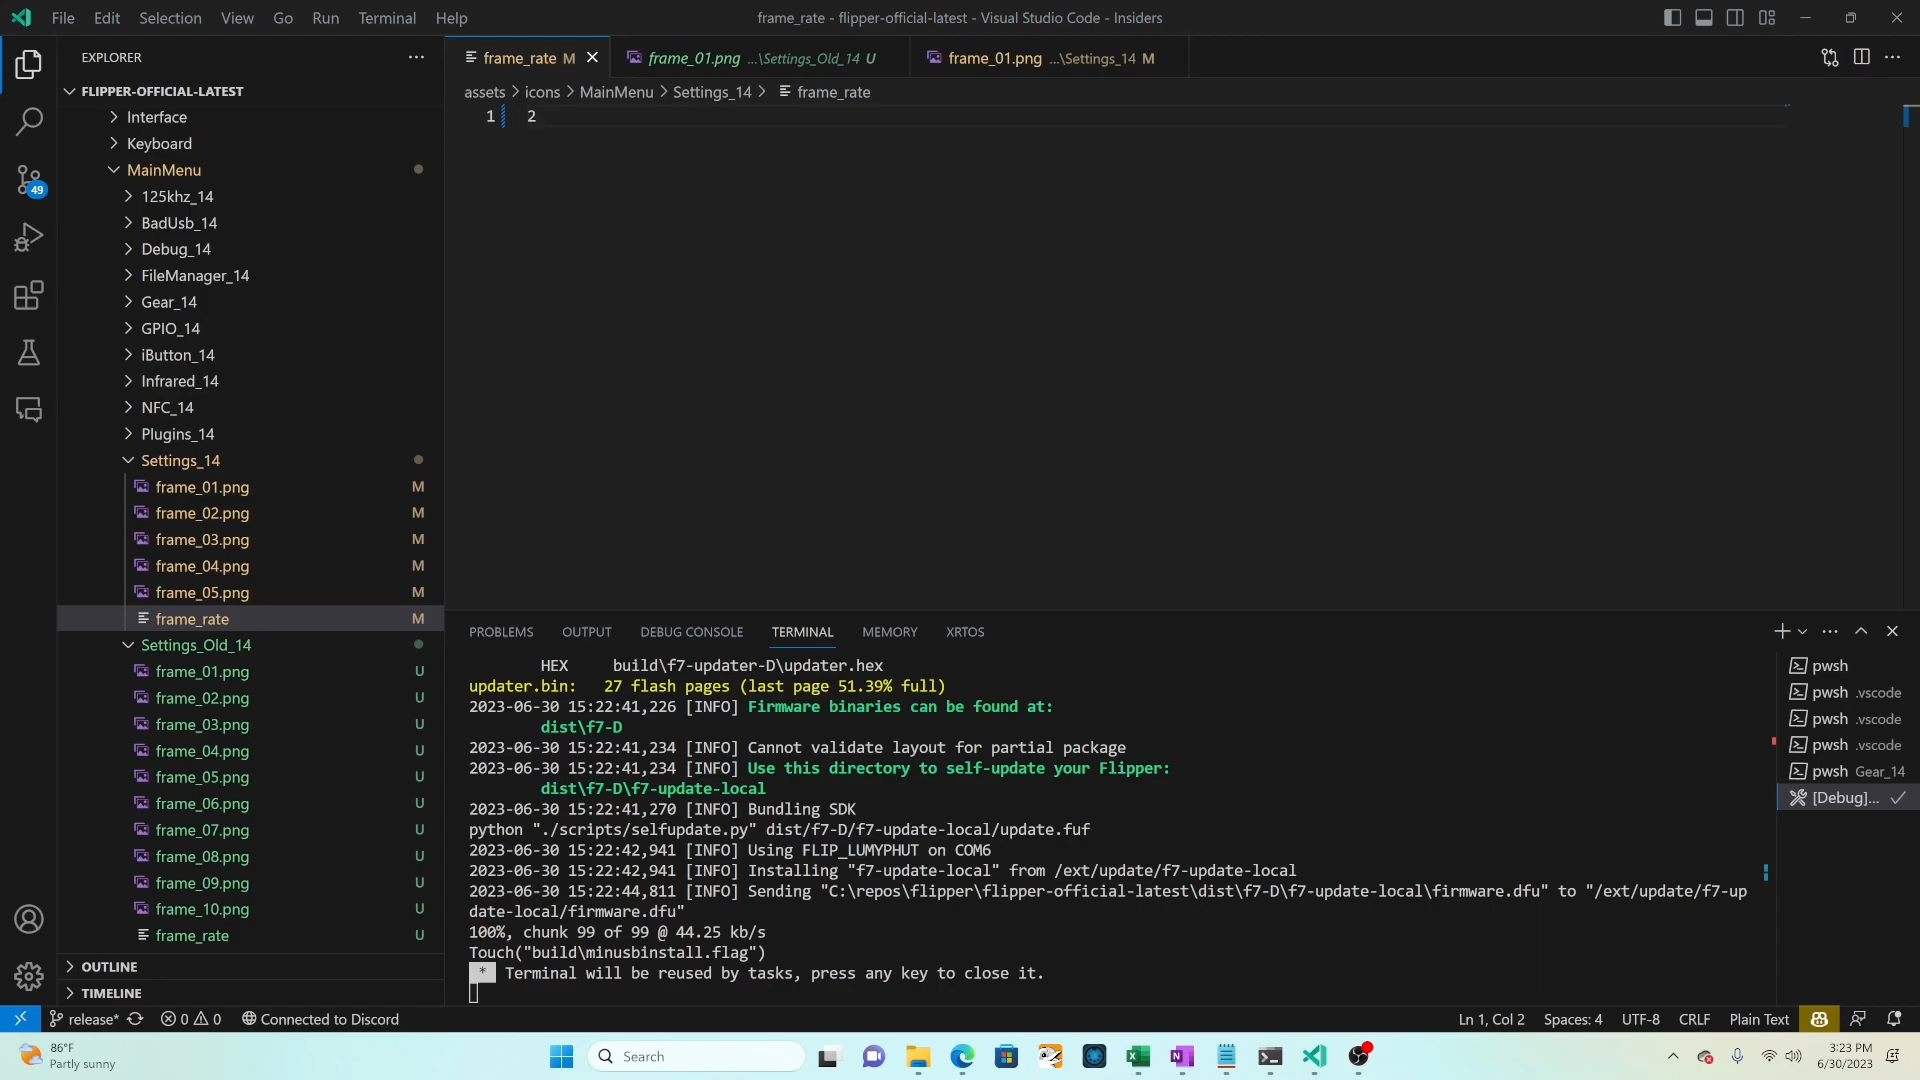 File Edit Selection View Go Run Terminal Help
frame_rate - flipper-official-latest - Visual Studio Code - Insiders
EXPLORER
FLIPPER-OFFICIAL-LATEST
Interface
Keyboard
MainMenu
125khz_14
BadUsb_14
Debug_14
FileManager_14
Gear_14
GPIO_14
iButton_14
Infrared_14
NFC_14
Plugins_14
Settings_14
frame_01.png M
frame_02.png M
frame_03.png M
frame_04.png M
frame_05.png M
frame_rate M
Settings_Old_14
frame_01.png U
frame_02.png U
frame_03.png U
frame_04.png U
frame_05.png U
frame_06.png U
frame_07.png U
frame_08.png U
frame_09.png U
frame_10.png U
frame_rate U
OUTLINE
TIMELINE
49
frame_rate M
frame_01.png ...\Settings_Old_14 U
frame_01.png ...\Settings_14 M
assets > icons > MainMenu > Settings_14 > frame_rate
1 2
PROBLEMS OUTPUT DEBUG CONSOLE TERMINAL MEMORY XRTOS
HEX build\f7-updater-D\updater.hex
updater.bin: 27 flash pages (last page 51.39% full)
2023-06-30 15:22:41,226 [INFO] Firmware binaries can be found at:
dist\f7-D
2023-06-30 15:22:41,234 [INFO] Cannot validate layout for partial package
2023-06-30 15:22:41,234 [INFO] Use this directory to self-update your Flipper:
dist\f7-D\f7-update-local
2023-06-30 15:22:41,270 [INFO] Bundling SDK
python "./scripts/selfupdate.py" dist/f7-D/f7-update-local/update.fuf
2023-06-30 15:22:42,941 [INFO] Using FLIP_LUMYPHUT on COM6
2023-06-30 15:22:42,941 [INFO] Installing "f7-update-local" from /ext/update/f7-update-local
2023-06-30 15:22:44,811 [INFO] Sending "C:\repos\flipper\flipper-official-latest\dist\f7-D\f7-update-local\firmware.dfu" to "/ext/update/f7-up
date-local/firmware.dfu"
100%, chunk 99 of 99 @ 44.25 kb/s
Touch("build\minusbinstall.flag")
* Terminal will be reused by tasks, press any key to close it.
pwsh
pwsh .vscode
pwsh .vscode
pwsh .vscode
pwsh Gear_14
[Debug]...
release* 0 0 Connected to Discord
Ln 1, Col 2 Spaces: 4 UTF-8 CRLF Plain Text
86°F
Partly sunny
Search
3:23 PM
6/30/2023